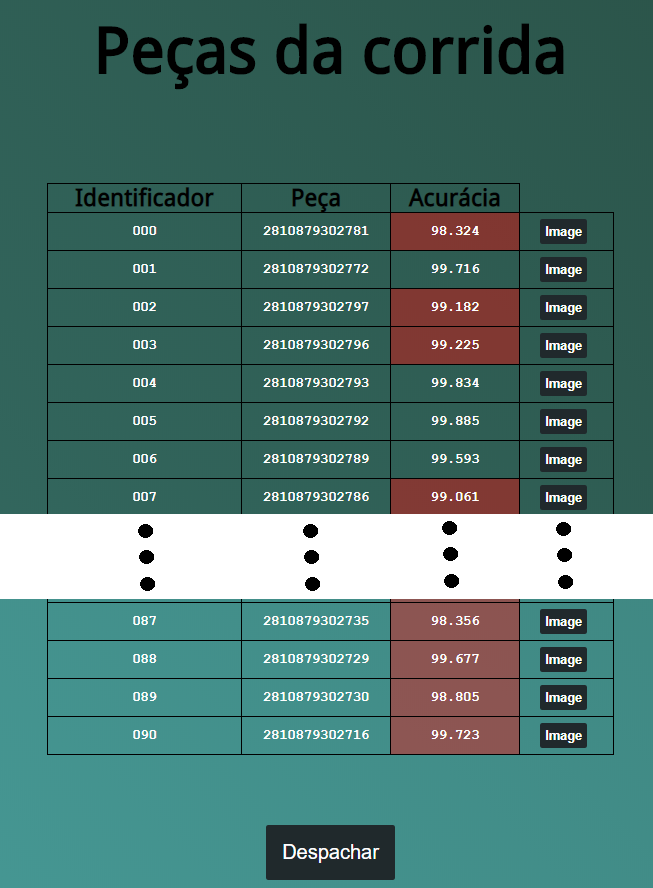 Peças da corrida
Identificador Peça Acurácia
000 2810879302781 98.324 Image
001 2810879302772 99.716 Image
002 2810879302797 99.182 Image
003 2810879302796 99.225 Image
004 2810879302793 99.834 Image
005 2810879302792 99.885 Image
006 2810879302789 99.593 Image
007 2810879302786 99.061 Image
087 2810879302735 98.356 Image
088 2810879302729 99.677 Image
089 2810879302730 98.805 Image
090 2810879302716 99.723 Image
Despachar